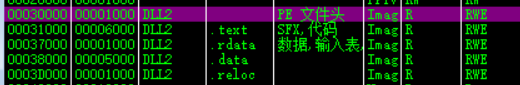 00030000 00001000 DLL2 PE 文件头 Imag R RWE
00031000 00006000 DLL2 .text SFX,代码 Imag R RWE
00037000 00001000 DLL2 .rdata 数据,输入表, Imag R RWE
00038000 00005000 DLL2 .data Imag R RWE
0003D000 00001000 DLL2 .reloc Imag R RWE